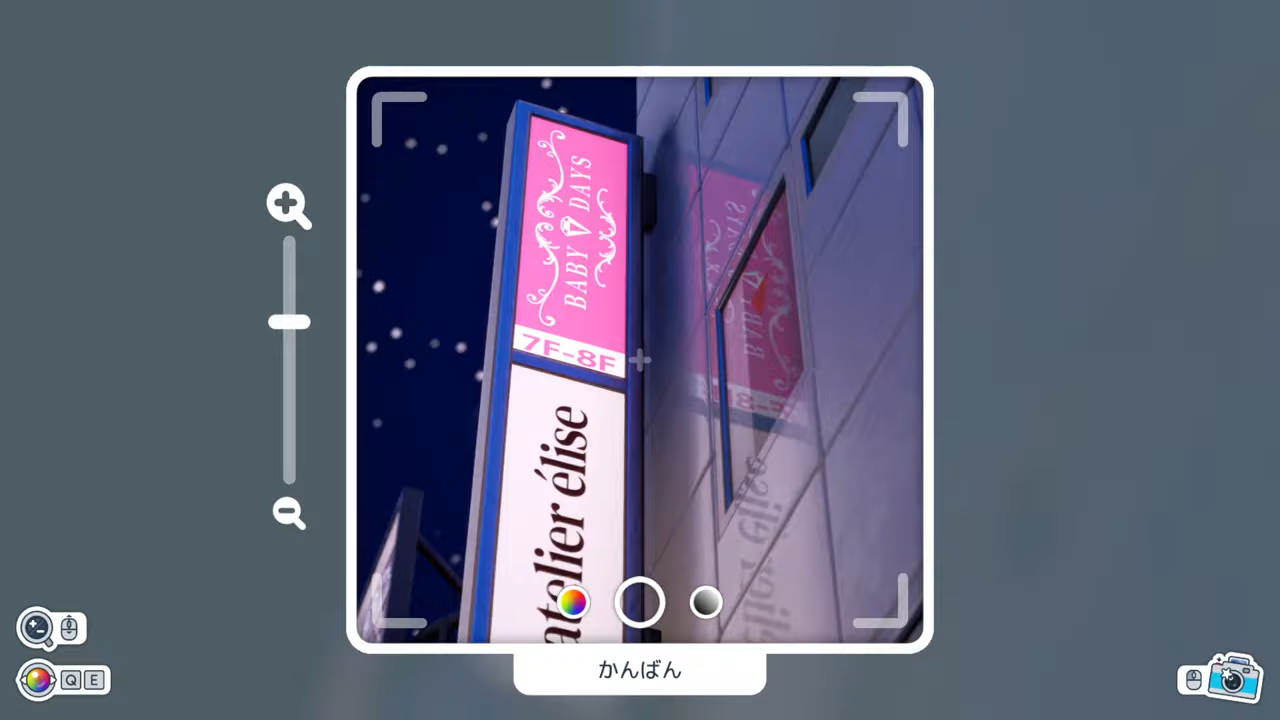 BABY DAYS
7F-8F
atelier élise
かんばん
Q E